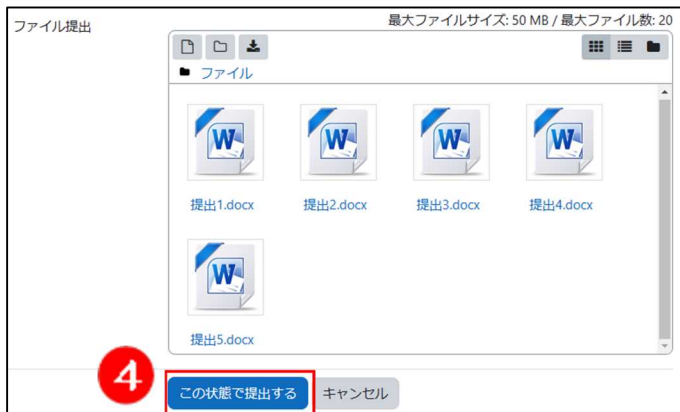 ファイル提出
最大ファイルサイズ: 50 MB / 最大ファイル数: 20
ファイル
提出1.docx 提出2.docx 提出3.docx 提出4.docx
提出5.docx
4 この状態で提出する キャンセル